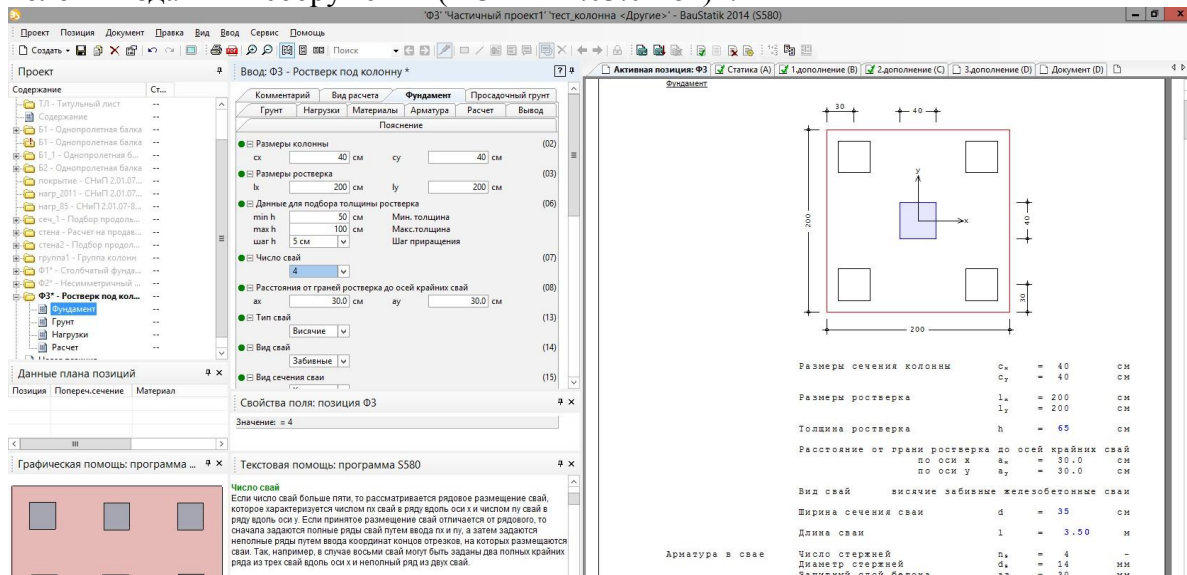 'Ф3' 'Частичный проект1' 'тест_колонна <Другие>' - BauStatik 2014 (S580)
Проект Позиция Документ Правка Вид Ввод Сервис Помощь
Создать Поиск
Активная позиция: Ф3 Статика (A) 1.дополнение (B) 2.дополнение (C) 3.дополнение (D) Документ (D)
Проект
Содержание Ст...
ТЛ - Титульный лист --
Содержание --
Б1 - Однопролетная балка --
Б1 - Однопролетная балка --
Б1_1 - Однопролетная б... --
Б2 - Однопролетная балка --
покрытие - СНиП 2.01.07... --
нагр_2011 - СНиП 2.01.07... --
нагр_85 - СНиП 2.01.07-8... --
сеч_1 - Подбор продоль... --
стена - Расчет на продав... --
стена2 - Подбор продол... --
группа1 - Группа колонн --
Ф1* - Столбчатый фунда... --
Ф2* - Несимметричный ... --
Ф3* - Ростверк под кол... --
Фундамент --
Грунт --
Нагрузки --
Расчет --
Данные плана позиций
Позиция Попереч.сечение Материал
Графическая помощь: программа ...
Ввод: Ф3 - Ростверк под колонну *
Комментарий Вид расчета Фундамент Просадочный грунт
Грунт Нагрузки Материалы Арматура Расчет Вывод
Пояснение
Размеры колонны (02)
cx 40 см cy 40 см
Размеры ростверка (03)
lx 200 см ly 200 см
Данные для подбора толщины ростверка (06)
min h 50 см Мин. толщина
max h 100 см Макс.толщина
шаг h 5 см Шаг приращения
Число свай (07)
4
Расстояния от граней ростверка до осей крайних свай (08)
ax 30.0 см ay 30.0 см
Тип свай (13)
Висячие
Вид свай (14)
Забивные
Вид сечения сваи (15)
Свойства поля: позиция Ф3
Значение: = 4
Текстовая помощь: программа S580
Число свай
Если число свай больше пяти, то рассматривается рядовое размещение свай,
которое характеризуется числом nx свай в ряду вдоль оси x и числом ny свай в
ряду вдоль оси y. Если принятое размещение свай отличается от рядового, то
сначала задаются полные ряды свай путем ввода nx и ny, а затем задаются
неполные ряды путем ввода координат концов отрезков, на которых размещаются
сваи. Так, например, в случае восьми свай могут быть заданы два полных крайних
ряда из трех свай вдоль оси x и неполный ряд из двух свай.
Фундамент
30 40
y
x
200
40
30
200
Размеры сечения колонны cx = 40 см
cy = 40 см
Размеры ростверка lx = 200 см
ly = 200 см
Толщина ростверка h = 65 см
Расстояние от грани ростверка до осей крайних свай
по оси x ax = 30.0 см
по оси y ay = 30.0 см
Вид свай висячие забивные железобетонные сваи
Ширина сечения сваи d = 35 см
Длина сваи l = 3.50 м
Арматура в свае Число стержней ns = 4 -
Диаметр стержней ds = 14 мм